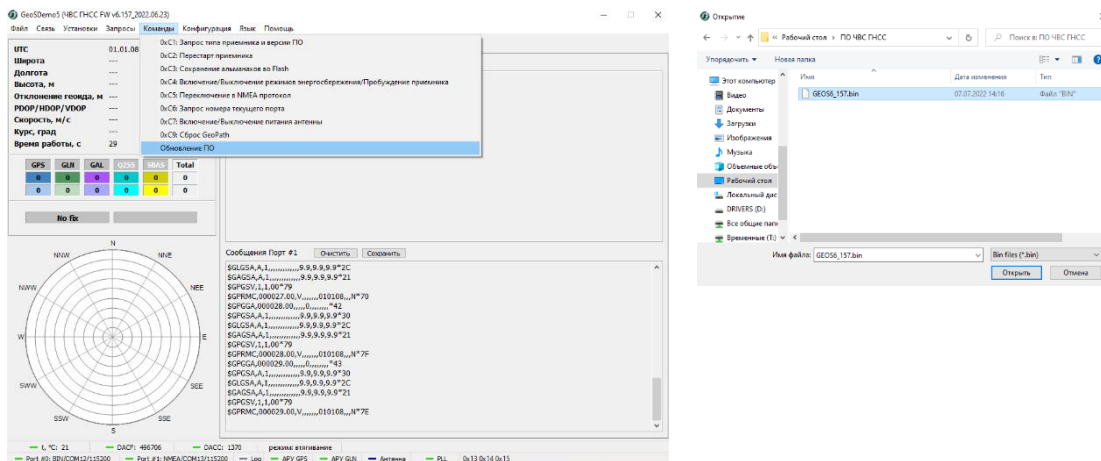 GeoSDemo5 (ЧВС ГНСС FW v6.157_2022.06.23)
Файл Связь Установки Запросы Команды Конфигурация Язык Помощь
0xC1: Запрос типа приемника и версии ПО
0xC2: Перестарт приемника
0xC3: Сохранение альманахов во Flash
0xC4: Включение/Выключение режимов энергосбережения/Пробуждение приемника
0xC5: Переключение в NMEA протокол
0xC6: Запрос номера текущего порта
0xC7: Включение/Выключение питания антенны
0xC9: Сброс GeoPath
Обновление ПО
UTC 01.01.08
Широта ---
Долгота ---
Высота, м ---
Отклонение геоида, м ---
PDOP/HDOP/VDOP ---
Скорость, м/с ---
Курс, град ---
Время работы, с 29
GPS GLN GAL QZSS SBAS Total
0 0 0 0 0 0
0 0 0 0 0 0
No fix
N
NNW NNE
NWW NEE
W E
SWW SEE
SSW SSE
S
Сообщения Порт #1 Очистить Сохранить
$GLGSA,A,1,,,,,,,,,,,,,9.9,9.9,9.9*2C
$GAGSA,A,1,,,,,,,,,,,,,9.9,9.9,9.9*21
$GPGSV,1,1,00*79
$GPRMC,000027.00,V,,,,,,,010108,,,N*70
$GPGGA,000028.00,,,,,0,,,,,,,,*42
$GPGSA,A,1,,,,,,,,,,,,,9.9,9.9,9.9*30
$GLGSA,A,1,,,,,,,,,,,,,9.9,9.9,9.9*2C
$GAGSA,A,1,,,,,,,,,,,,,9.9,9.9,9.9*21
$GPGSV,1,1,00*79
$GPRMC,000028.00,V,,,,,,,010108,,,N*7F
$GPGGA,000029.00,,,,,0,,,,,,,,*43
$GPGSA,A,1,,,,,,,,,,,,,9.9,9.9,9.9*30
$GLGSA,A,1,,,,,,,,,,,,,9.9,9.9,9.9*2C
$GAGSA,A,1,,,,,,,,,,,,,9.9,9.9,9.9*21
$GPGSV,1,1,00*79
$GPRMC,000029.00,V,,,,,,,010108,,,N*7E
t, °C: 21 DACF: 496706 DACC: 1370 режим: втягивание
Port #0: BIN/COM12/115200 Port #1: NMEA/COM13/115200 Log АРУ GPS АРУ GLN Антенна PLL 0x13 0x14 0x15
Открытие
« Рабочий стол › ПО ЧВС ГНСС Поиск в: ПО ЧВС ГНСС
Упорядочить Новая папка
Имя Дата изменения Тип
GEOS6_157.bin 07.07.2022 14:16 Файл "BIN"
Этот компьютер
Видео
Документы
Загрузки
Изображения
Музыка
Объемные объ
Рабочий стол
Локальный дис
DRIVERS (D:)
Все общие папк
Временные (T:)
Имя файла: GEOS6_157.bin Bin files (*.bin)
Открыть Отмена